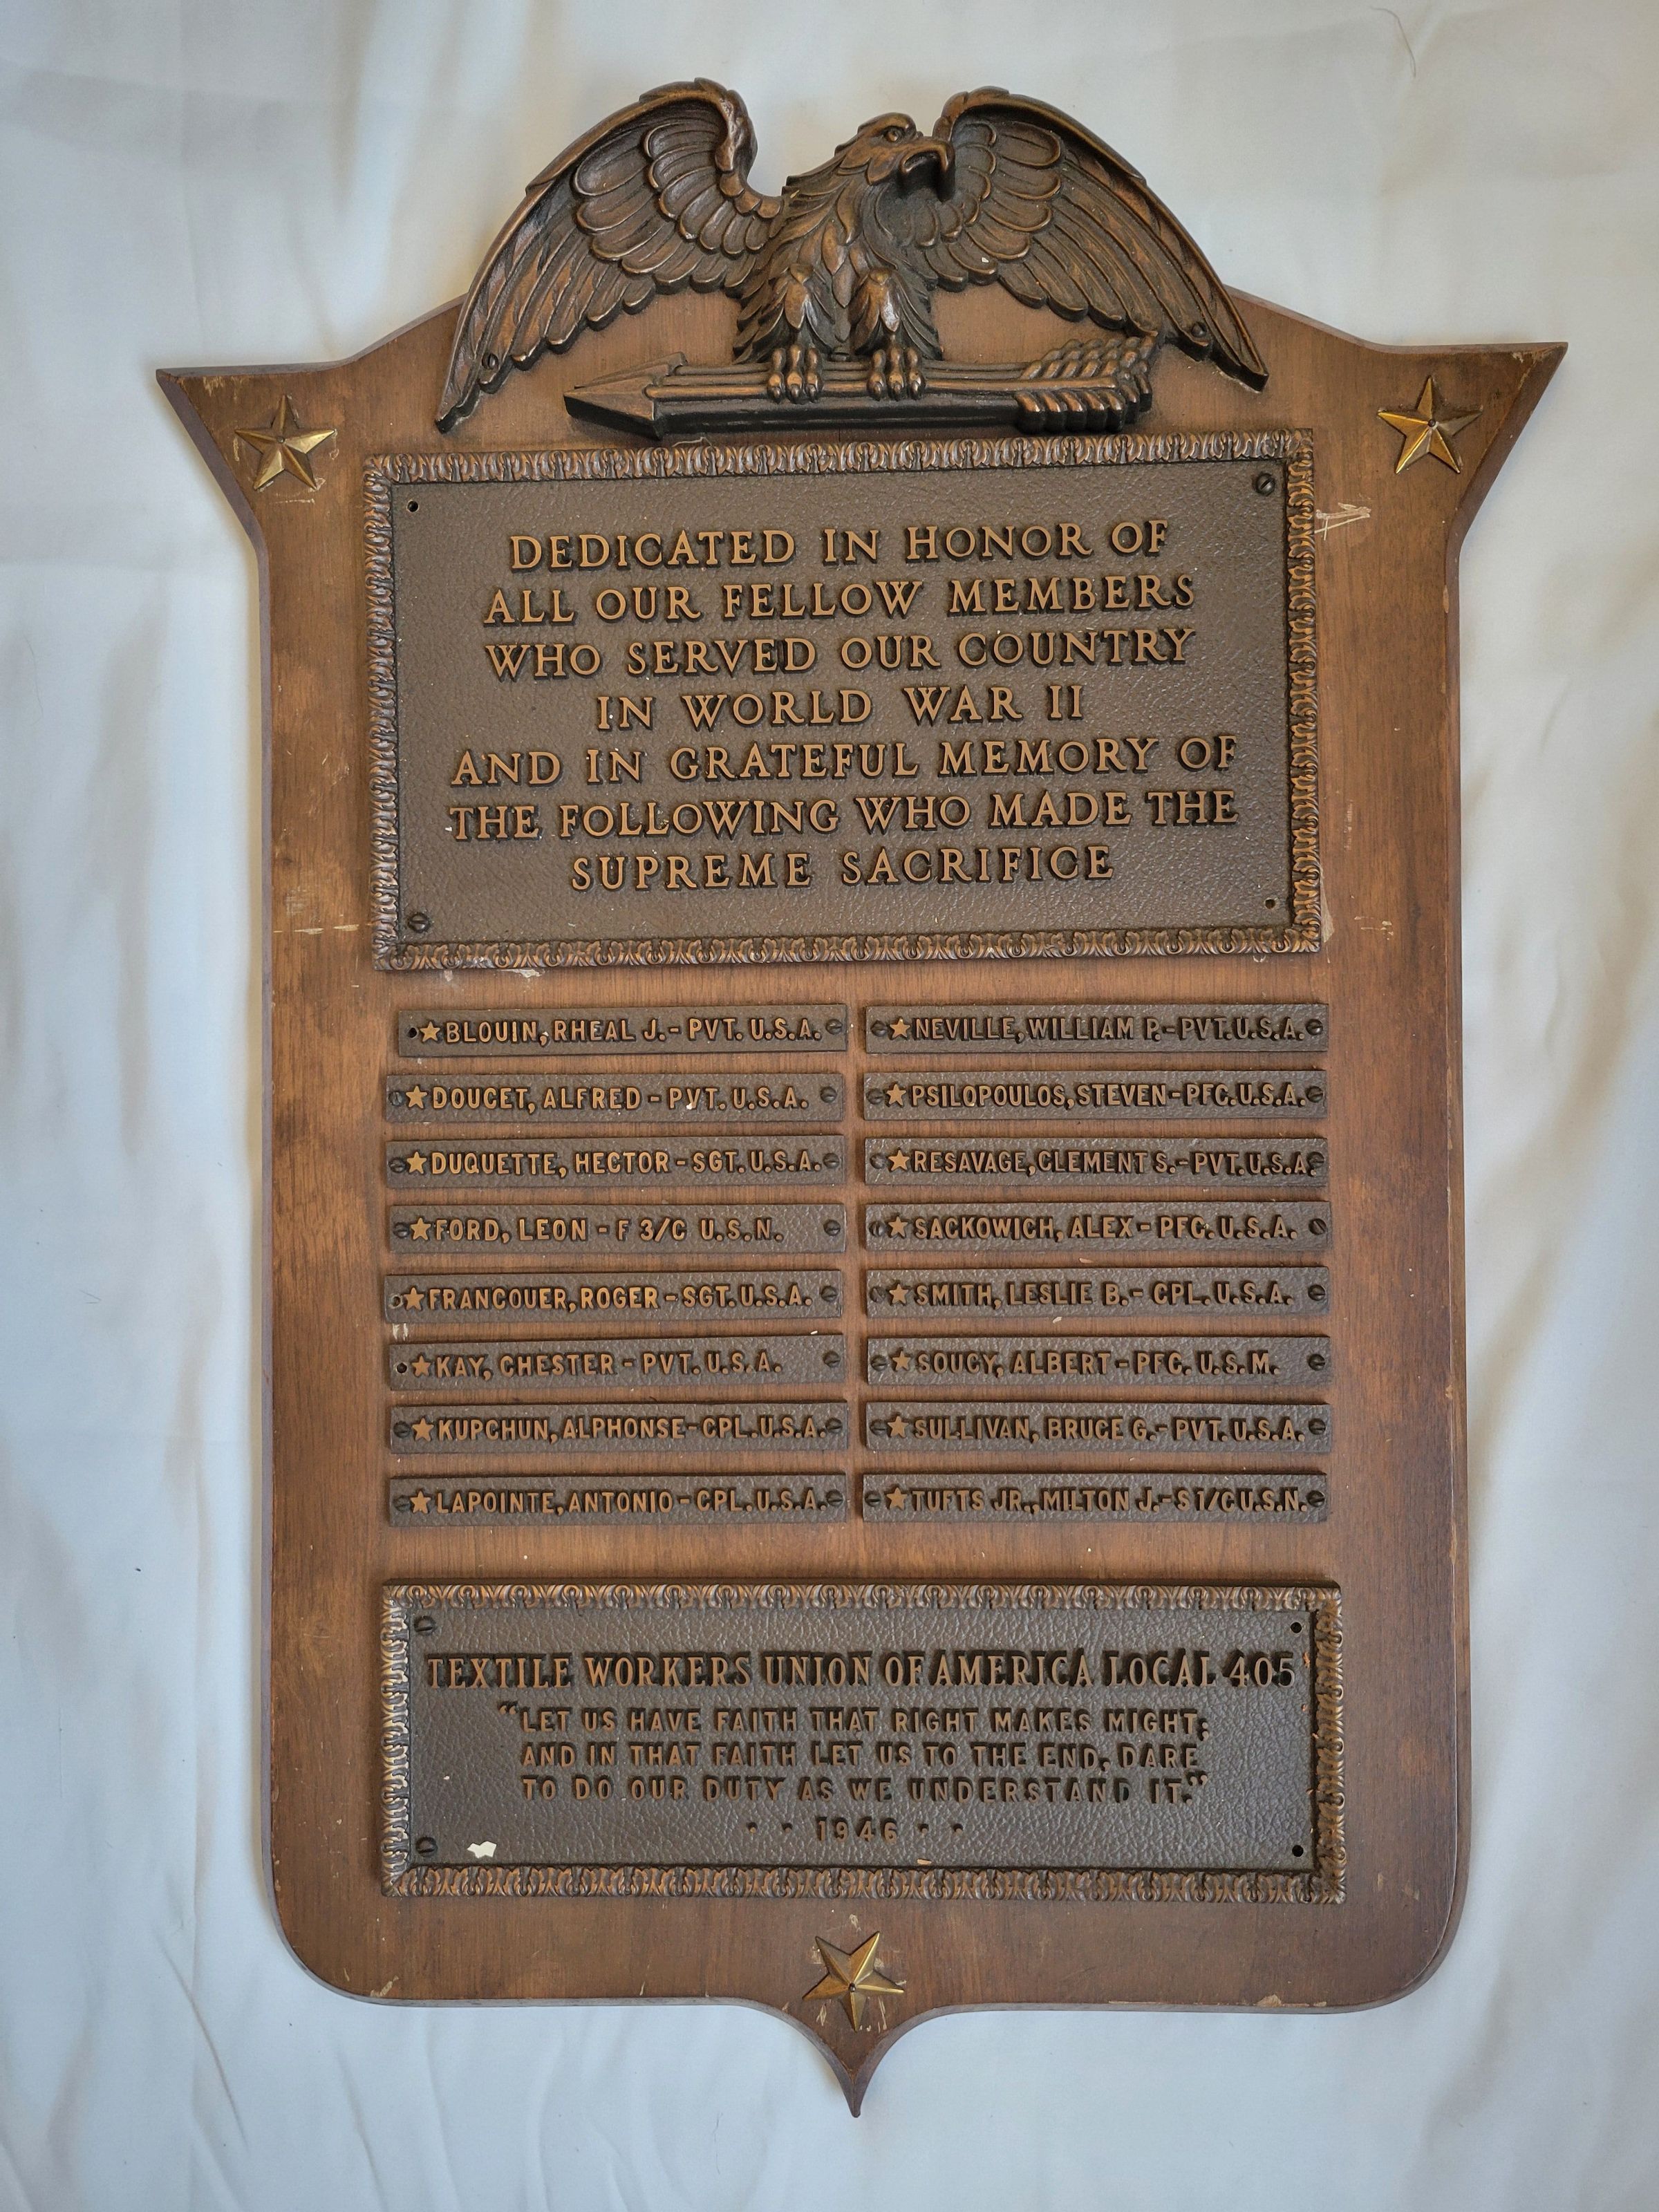 DEDICATED IN HONOR OF
ALL OUR FELLOW MEMBERS
WHO SERVED OUR COUNTRY
IN WORLD WAR II
AND IN GRATEFUL MEMORY OF
THE FOLLOWING WHO MADE THE
SUPREME SACRIFICE
★BLOUIN, RHEAL J.-PVT. U.S.A.
★DOUCET, ALFRED-PVT. U.S.A.
★DUQUETTE, HECTOR-SGT. U.S.A.
★FORD, LEON-F 3/C U.S.N.
★FRANCOUER, ROGER-SGT. U.S.A.
★KAY, CHESTER-PVT. U.S.A.
★KUPCHUN, ALPHONSE-CPL. U.S.A.
★LAPOINTE, ANTONIO-CPL. U.S.A.
★NEVILLE, WILLIAM P.-PVT. U.S.A.
★PSILOPOULOS, STEVEN-PFC. U.S.A.
★RESAVAGE, CLEMENT S.-PVT. U.S.A.
★SACKOWICH, ALEX-PFC. U.S.A.
★SMITH, LESLIE B.-CPL. U.S.A.
★SOUCY, ALBERT-PFC. U.S.M.
★SULLIVAN, BRUCE G.-PVT. U.S.A.
★TUFTS JR., MILTON J.-S 1/C U.S.N.
TEXTILE WORKERS UNION OF AMERICA LOCAL 405
"LET US HAVE FAITH THAT RIGHT MAKES MIGHT;
AND IN THAT FAITH LET US TO THE END, DARE
TO DO OUR DUTY AS WE UNDERSTAND IT."
· · 1946 · ·